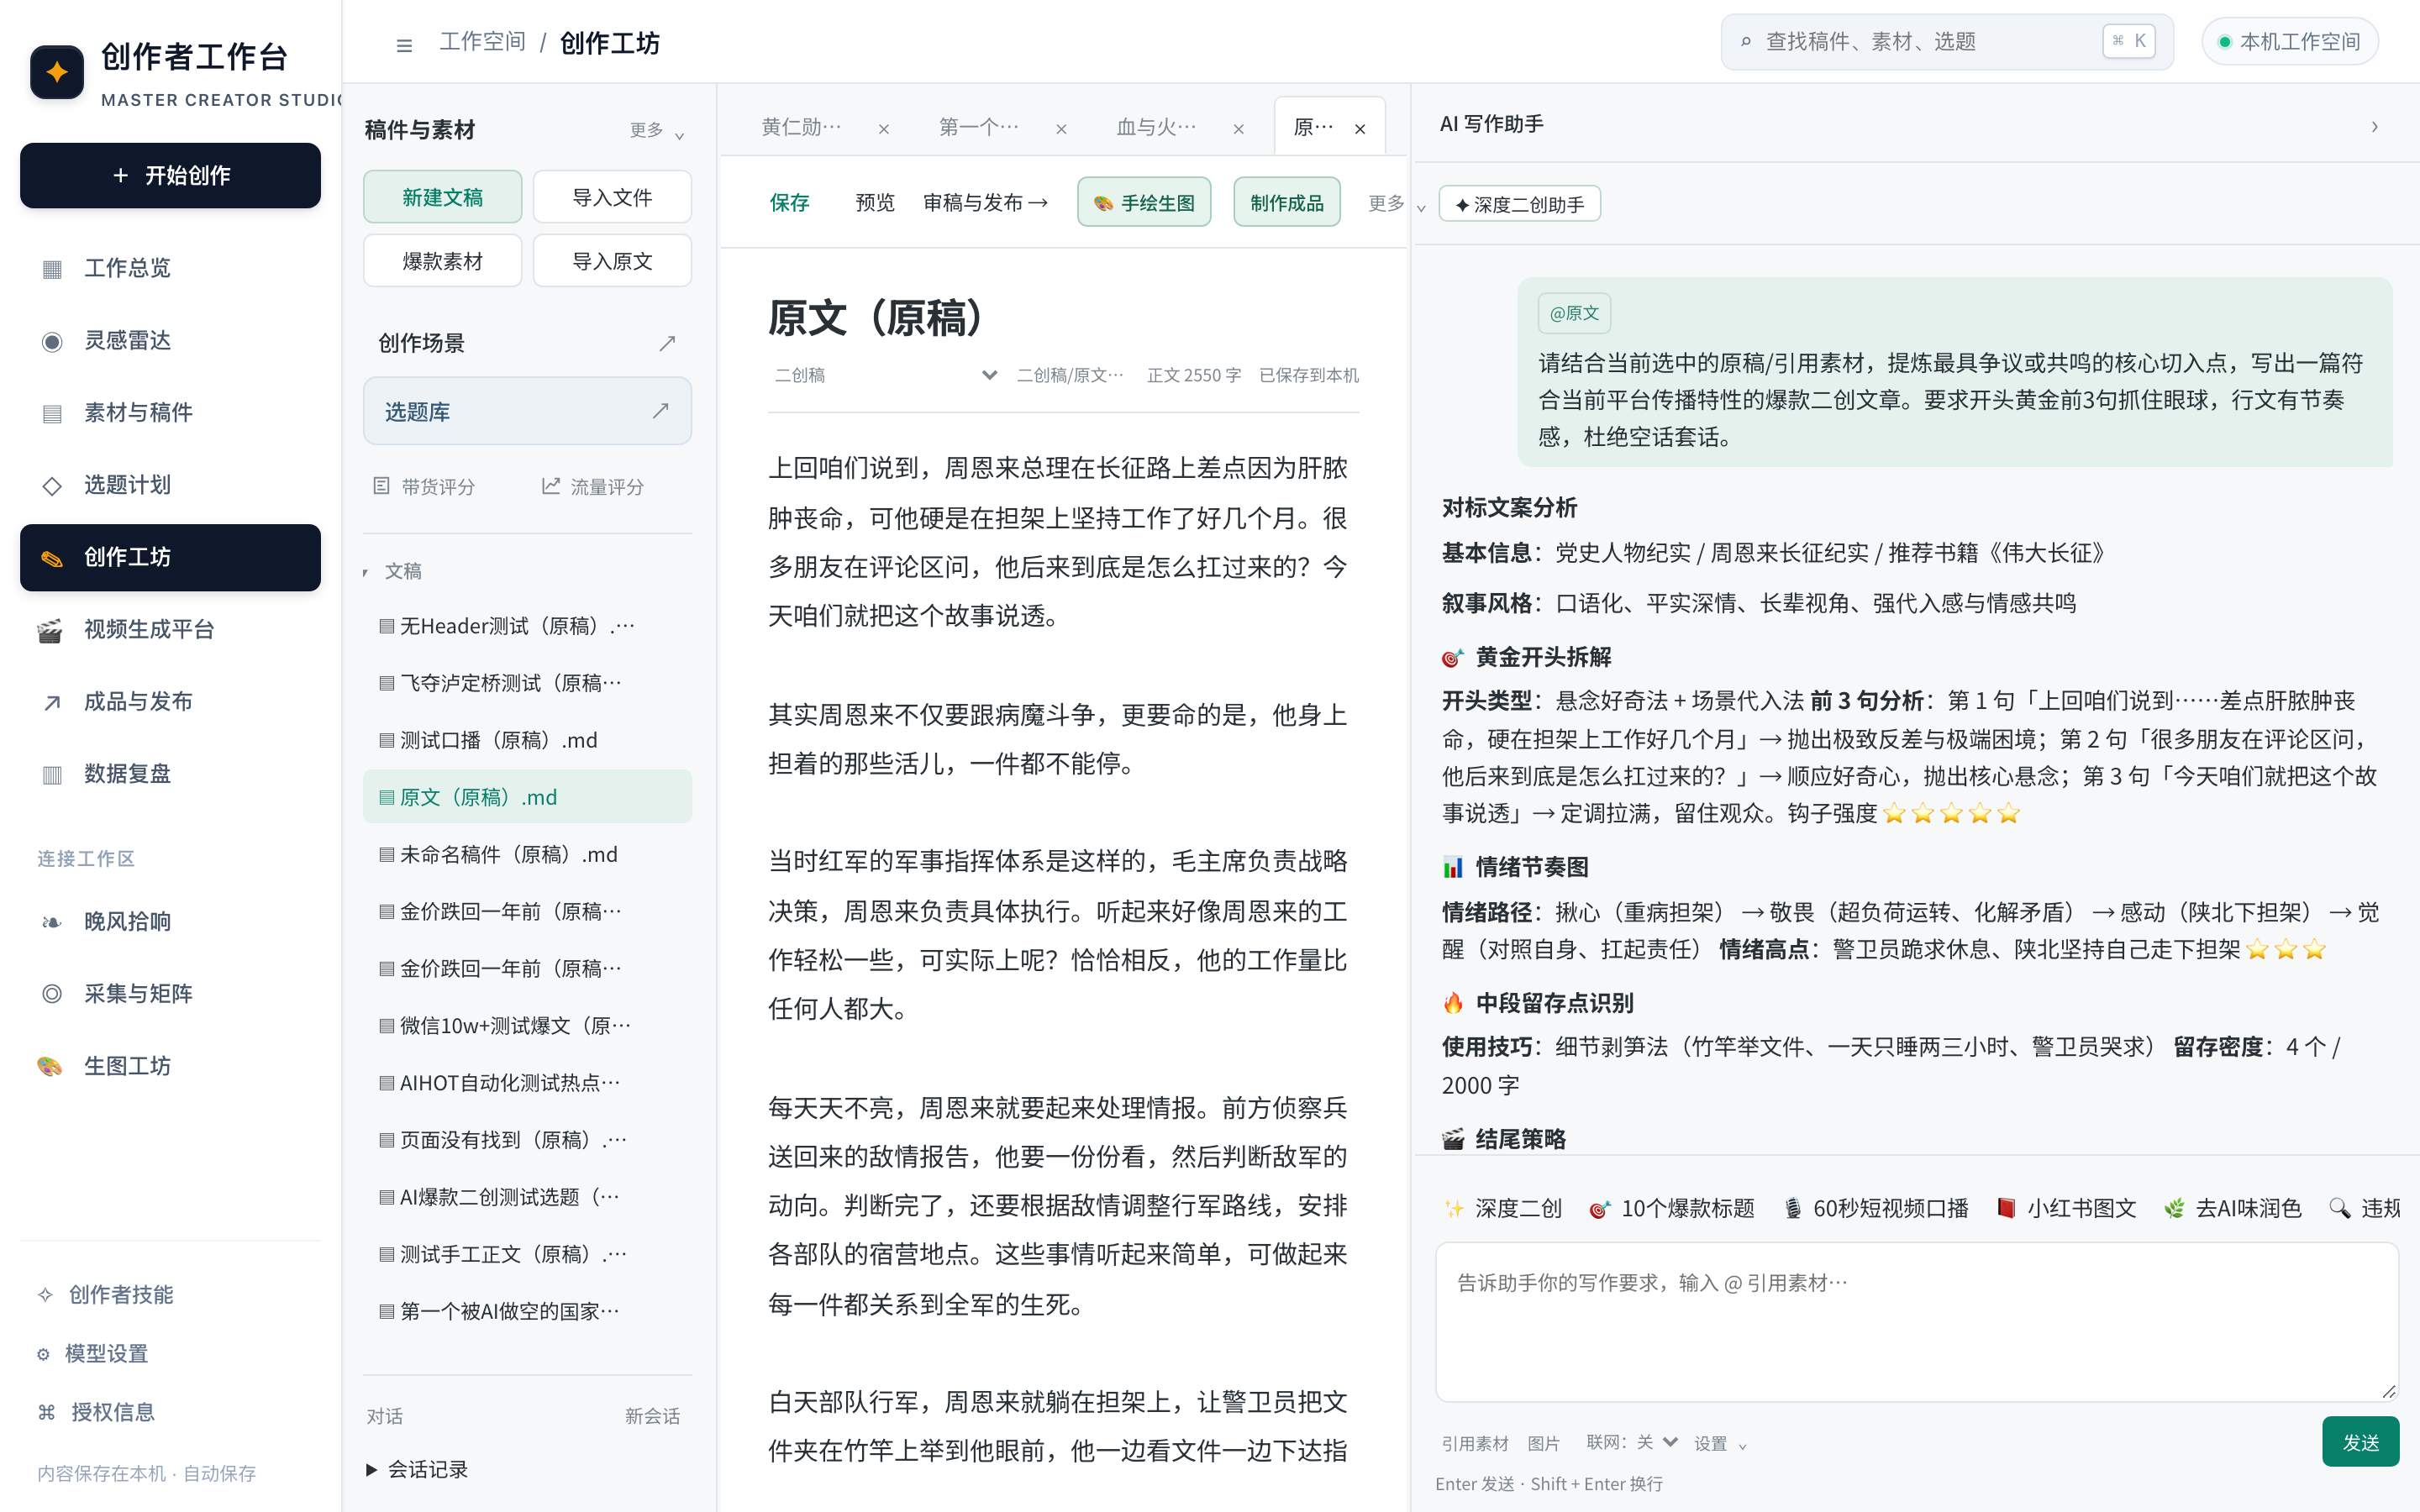 创作者工作台
MASTER CREATOR STUDIO
+ 开始创作
工作总览
灵感雷达
素材与稿件
选题计划
创作工坊
视频生成平台
成品与发布
数据复盘
连接工作区
晚风拾响
采集与矩阵
生图工坊
创作者技能
模型设置
授权信息
内容保存在本机 · 自动保存
工作空间 / 创作工坊
查找稿件、素材、选题
⌘ K
本机工作空间
稿件与素材
更多
新建文稿
导入文件
爆款素材
导入原文
创作场景
选题库
带货评分
流量评分
文稿
无Header测试（原稿）.…
飞夺泸定桥测试（原稿…
测试口播（原稿）.md
原文（原稿）.md
未命名稿件（原稿）.md
金价跌回一年前（原稿…
金价跌回一年前（原稿…
微信10w+测试爆文（原…
AIHOT自动化测试热点…
页面没有找到（原稿）.…
AI爆款二创测试选题（…
测试手工正文（原稿）.…
第一个被AI做空的国家…
对话
新会话
会话记录
黄仁勋… ×
第一个… ×
血与火… ×
原… ×
保存
预览
审稿与发布 →
🎨 手绘生图
制作成品
更多
原文（原稿）
二创稿
二创稿/原文…
正文 2550 字
已保存到本机
上回咱们说到，周恩来总理在长征路上差点因为肝脓
肿丧命，可他硬是在担架上坚持工作了好几个月。很
多朋友在评论区问，他后来到底是怎么扛过来的？今
天咱们就把这个故事说透。
其实周恩来不仅要跟病魔斗争，更要命的是，他身上
担着的那些活儿，一件都不能停。
当时红军的军事指挥体系是这样的，毛主席负责战略
决策，周恩来负责具体执行。听起来好像周恩来的工
作轻松一些，可实际上呢？恰恰相反，他的工作量比
任何人都大。
每天天不亮，周恩来就要起来处理情报。前方侦察兵
送回来的敌情报告，他要一份份看，然后判断敌军的
动向。判断完了，还要根据敌情调整行军路线，安排
各部队的宿营地点。这些事情听起来简单，可做起来
每一件都关系到全军的生死。
白天部队行军，周恩来就躺在担架上，让警卫员把文
件夹在竹竿上举到他眼前，他一边看文件一边下达指
AI 写作助手
✦ 深度二创助手
@原文
请结合当前选中的原稿/引用素材，提炼最具争议或共鸣的核心切入点，写出一篇符
合当前平台传播特性的爆款二创文章。要求开头黄金前3句抓住眼球，行文有节奏
感，杜绝空话套话。
对标文案分析
基本信息：党史人物纪实 / 周恩来长征纪实 / 推荐书籍《伟大长征》
叙事风格：口语化、平实深情、长辈视角、强代入感与情感共鸣
🎯 黄金开头拆解
开头类型：悬念好奇法 + 场景代入法 前 3 句分析：第 1 句「上回咱们说到……差点肝脓肿丧
命，硬在担架上工作好几个月」→ 抛出极致反差与极端困境；第 2 句「很多朋友在评论区问，
他后来到底是怎么扛过来的？」→ 顺应好奇心，抛出核心悬念；第 3 句「今天咱们就把这个故
事说透」→ 定调拉满，留住观众。钩子强度 ⭐⭐⭐⭐⭐
📊 情绪节奏图
情绪路径：揪心（重病担架） → 敬畏（超负荷运转、化解矛盾） → 感动（陕北下担架） → 觉
醒（对照自身、扛起责任） 情绪高点：警卫员跪求休息、陕北坚持自己走下担架 ⭐⭐⭐
🔥 中段留存点识别
使用技巧：细节剥笋法（竹竿举文件、一天只睡两三小时、警卫员哭求） 留存密度：4 个 /
2000 字
🎬 结尾策略
✨ 深度二创
🎯 10个爆款标题
🎙 60秒短视频口播
📕 小红书图文
🌿 去AI味润色
🔍 违规
告诉助手你的写作要求，输入 @ 引用素材…
引用素材
图片
联网：关
设置
发送
Enter 发送 · Shift + Enter 换行